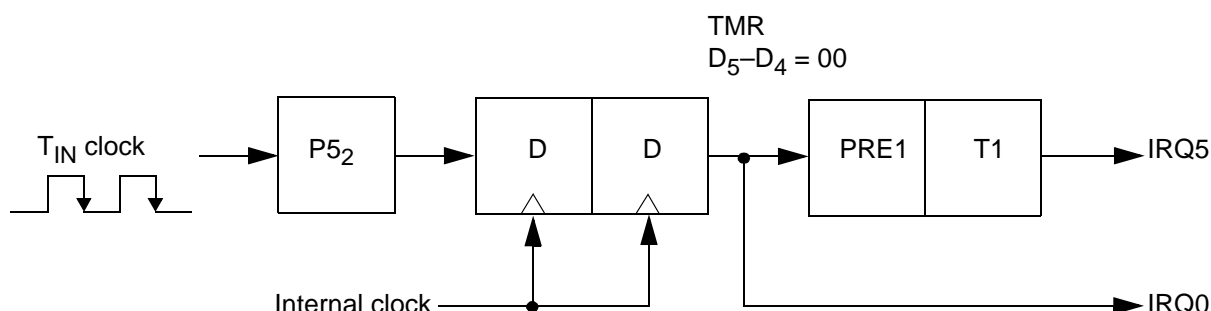 TMR
D5–D4 = 00
TIN clock
P52
D
D
PRE1
T1
IRQ5
Internal clock
IRQ0